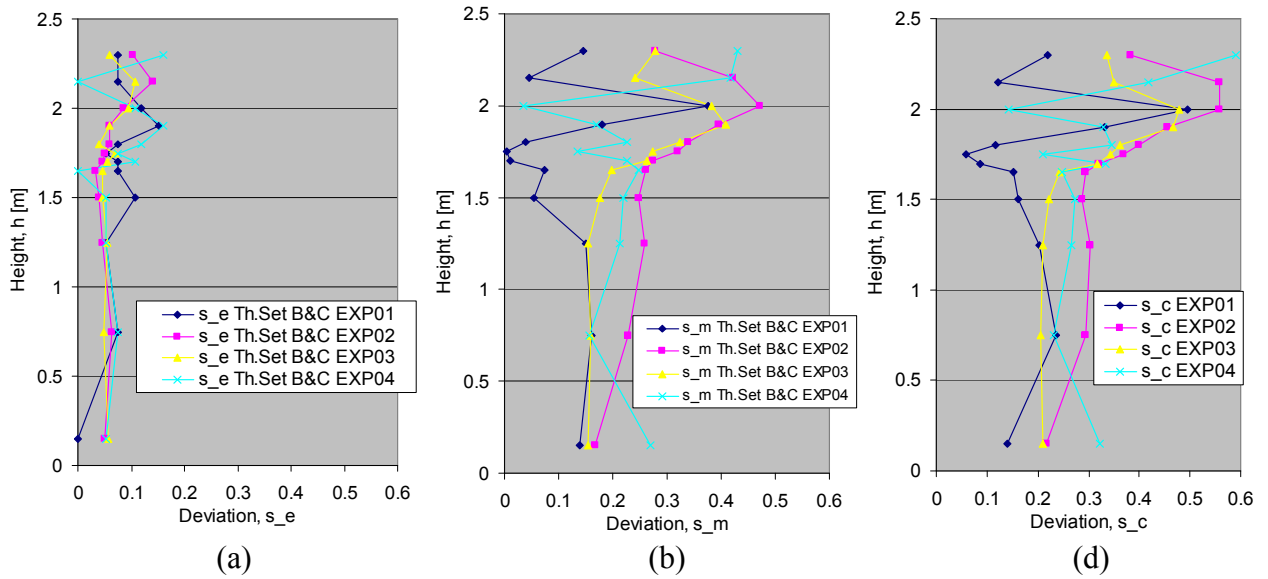 2.5
2
1.5
1
0.5
0
Height, h [m]
0 0.1 0.2 0.3 0.4 0.5 0.6
Deviation, s_e
s_e Th.Set B&C EXP01
s_e Th.Set B&C EXP02
s_e Th.Set B&C EXP03
s_e Th.Set B&C EXP04
(a)
2.5
2
1.5
1
0.5
0
Height, h [m]
0 0.1 0.2 0.3 0.4 0.5 0.6
Deviation, s_m
s_m Th.Set B&C EXP01
s_m Th.Set B&C EXP02
s_m Th.Set B&C EXP03
s_m Th.Set B&C EXP04
(b)
2.5
2
1.5
1
0.5
0
Height, h [m]
0 0.1 0.2 0.3 0.4 0.5 0.6
Deviation, s_c
s_c EXP01
s_c EXP02
s_c EXP03
s_c EXP04
(d)